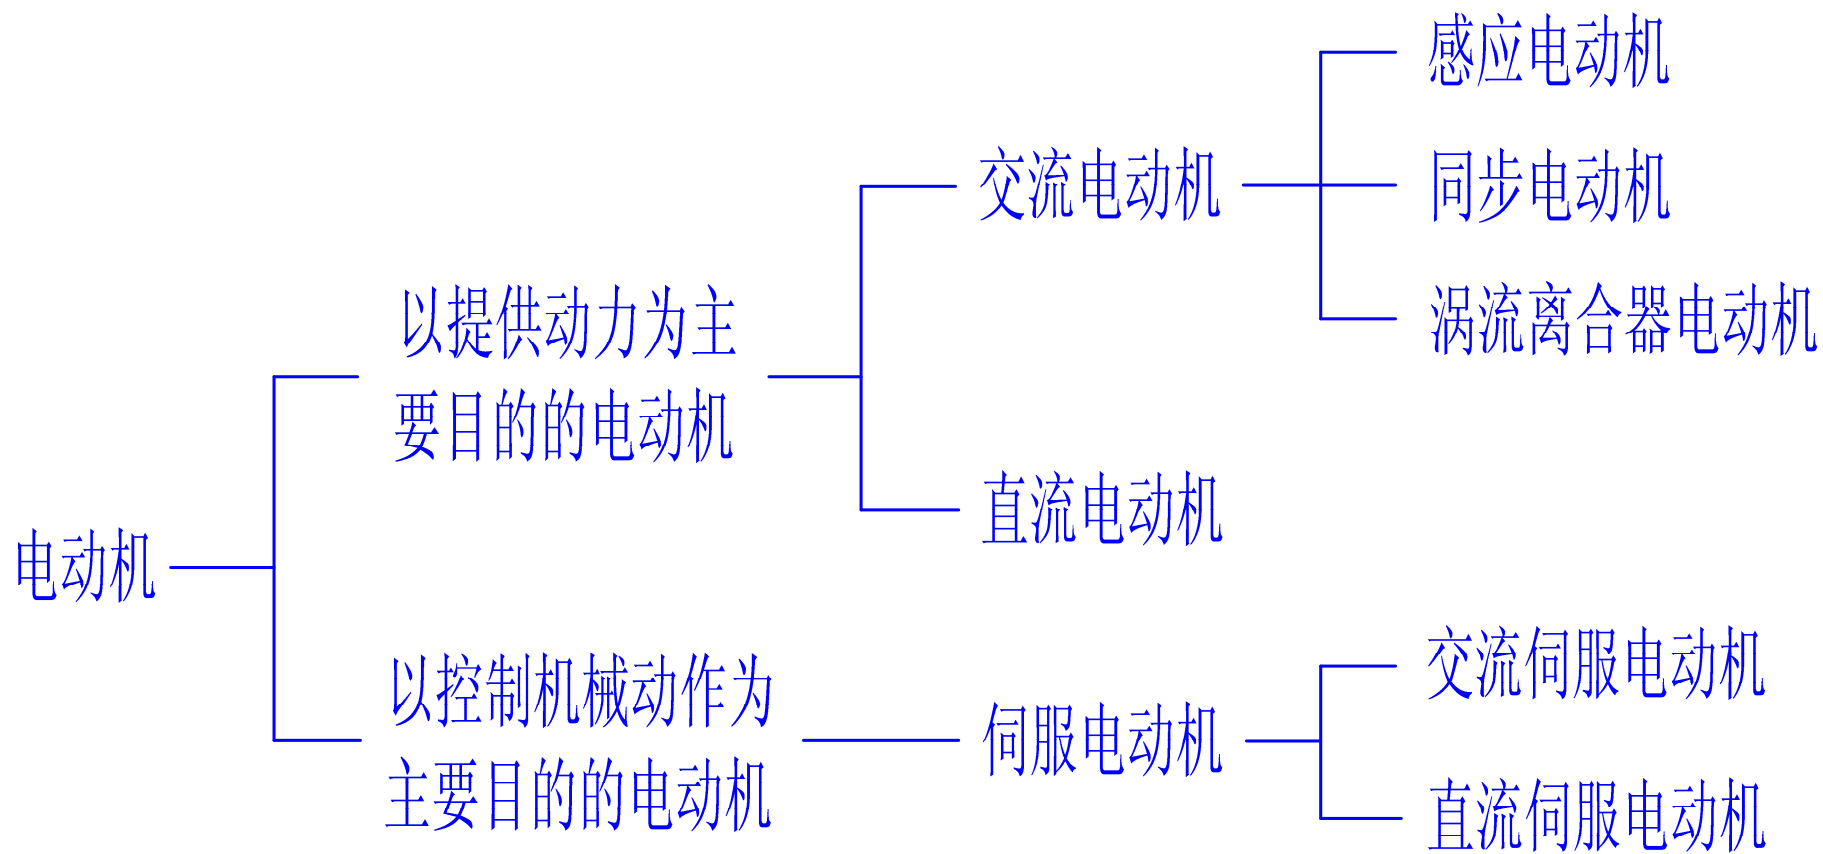 电动机
以提供动力为主
要目的的电动机
交流电动机
感应电动机
同步电动机
涡流离合器电动机
直流电动机
以控制机械动作为
主要目的的电动机
伺服电动机
交流伺服电动机
直流伺服电动机